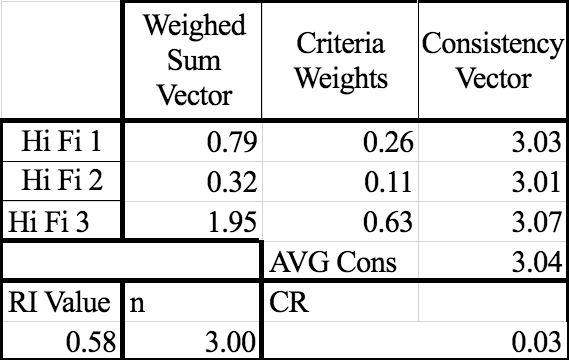 Weighed Sum Vector Criteria Weights Consistency Vector
Hi Fi 1 0.79 0.26 3.03
Hi Fi 2 0.32 0.11 3.01
Hi Fi 3 1.95 0.63 3.07
AVG Cons 3.04
RI Value n CR
0.58 3.00 0.03